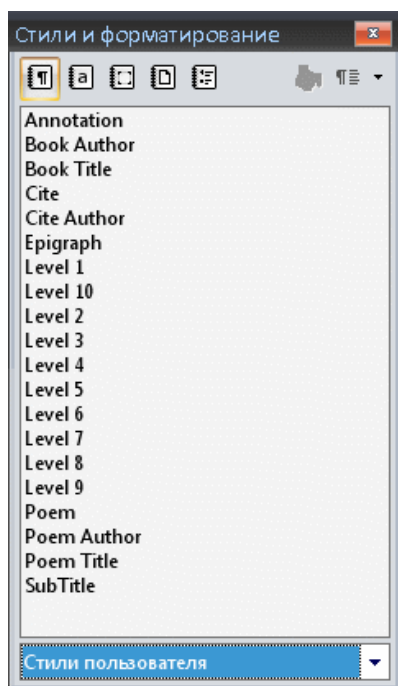 Стили и форматирование
Annotation
Book Author
Book Title
Cite
Cite Author
Epigraph
Level 1
Level 10
Level 2
Level 3
Level 4
Level 5
Level 6
Level 7
Level 8
Level 9
Poem
Poem Author
Poem Title
SubTitle
Стили пользователя